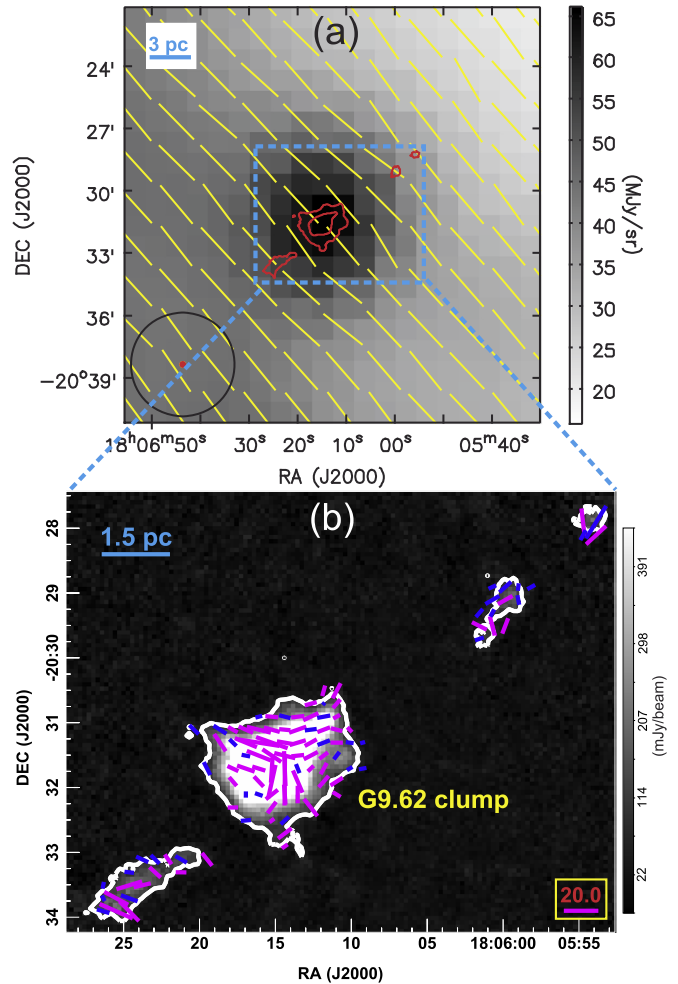 (a)
3 pc
24'
27'
30'
33'
36'
−20°39'
DEC (J2000)
18ʰ06ᵐ50ˢ 30ˢ 20ˢ 10ˢ 00ˢ 05ᵐ40ˢ
RA (J2000)
65
60
55
50
45
40
35
30
25
20
(MJy/sr)
(b)
1.5 pc
28
29
-20:30
31
32
33
34
DEC (J2000)
G9.62 clump
20.0
25 20 15 10 05 18:06:00 05:55
RA (J2000)
391
298
207
114
22
(mJy/beam)